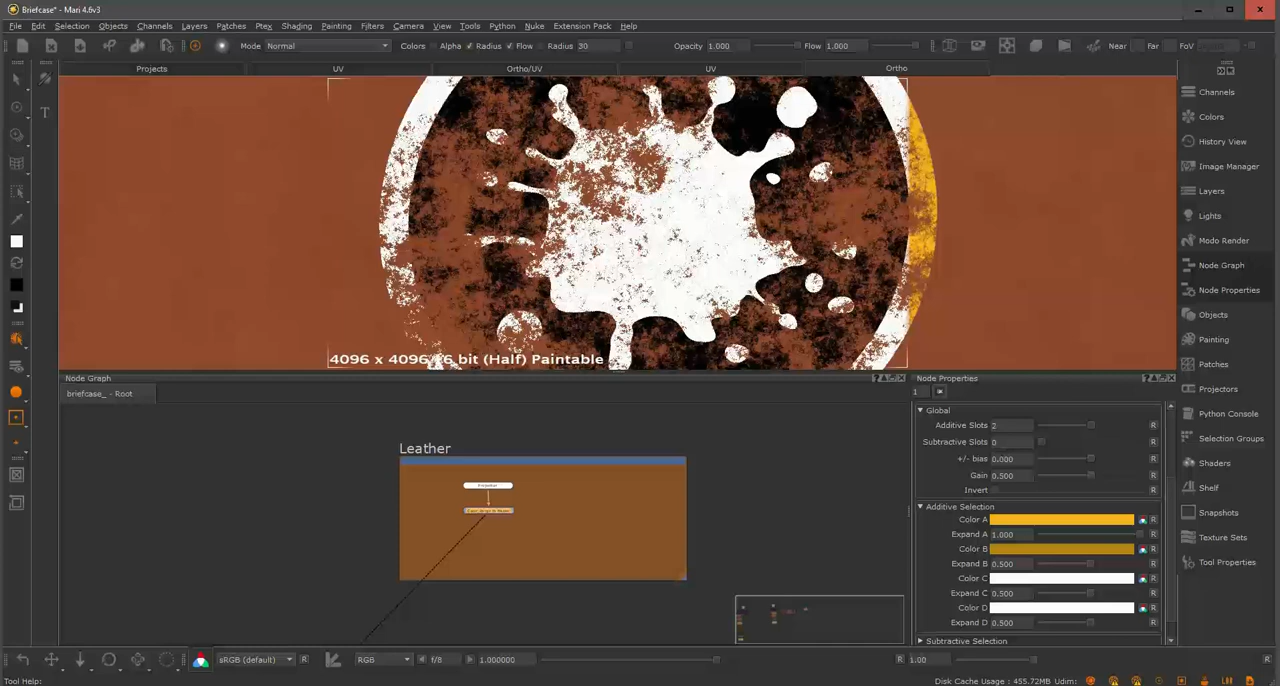 Briefcase* - Mari 4.6v3
File Edit Selection Objects Channels Layers Patches Ptex Shading Painting Filters Camera View Tools Python Nuke Extension Pack Help
Mode Normal Colors Alpha Radius Flow Radius 30 Opacity 1.000 Flow 1.000 Near Far FoV
Projects UV Ortho/UV UV Ortho
4096 x 4096 16 bit (Half) Paintable
Channels
Colors
History View
Image Manager
Layers
Lights
Modo Render
Node Graph
Node Properties
Objects
Painting
Patches
Projectors
Python Console
Selection Groups
Shaders
Shelf
Snapshots
Texture Sets
Tool Properties
Node Graph
briefcase_ - Root
Leather
Node Properties
1
Global
Additive Slots 2 R
Subtractive Slots 0 R
+/- bias 0.000 R
Gain 0.500 R
Invert R
Additive Selection
Color A R
Expand A 1.000 R
Color B R
Expand B 0.500 R
Color C R
Expand C 0.500 R
Color D R
Expand D 0.500 R
Subtractive Selection
sRGB (default) R RGB f/8 1.000000 R 1.00 R
Tool Help: Disk Cache Usage : 455.72MB Udim: